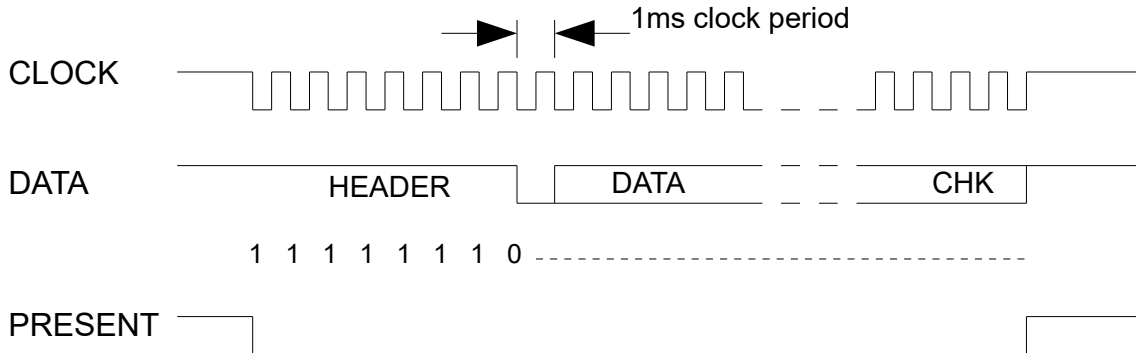 1ms clock period
CLOCK
DATA
HEADER
DATA
CHK
1 1 1 1 1 1 1 0
PRESENT